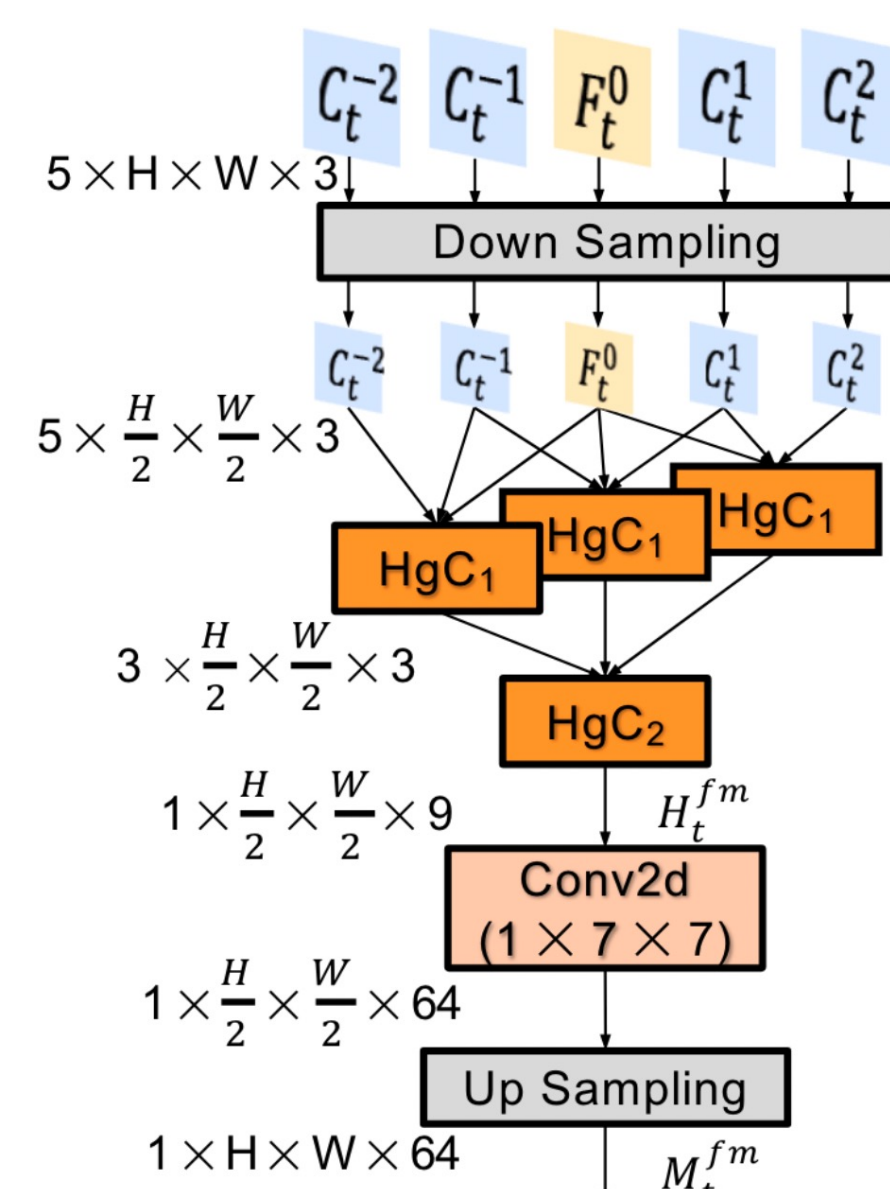 C_t^{-2} C_t^{-1} F_t^0 C_t^1 C_t^2
5 × H × W × 3
Down Sampling
C_t^{-2} C_t^{-1} F_t^0 C_t^1 C_t^2
5 × H/2 × W/2 × 3
HgC₁ HgC₁ HgC₁
3 × H/2 × W/2 × 3
HgC₂
1 × H/2 × W/2 × 9
H_t^{fm}
Conv2d
(1 × 7 × 7)
1 × H/2 × W/2 × 64
Up Sampling
1 × H × W × 64
M_t^{fm}